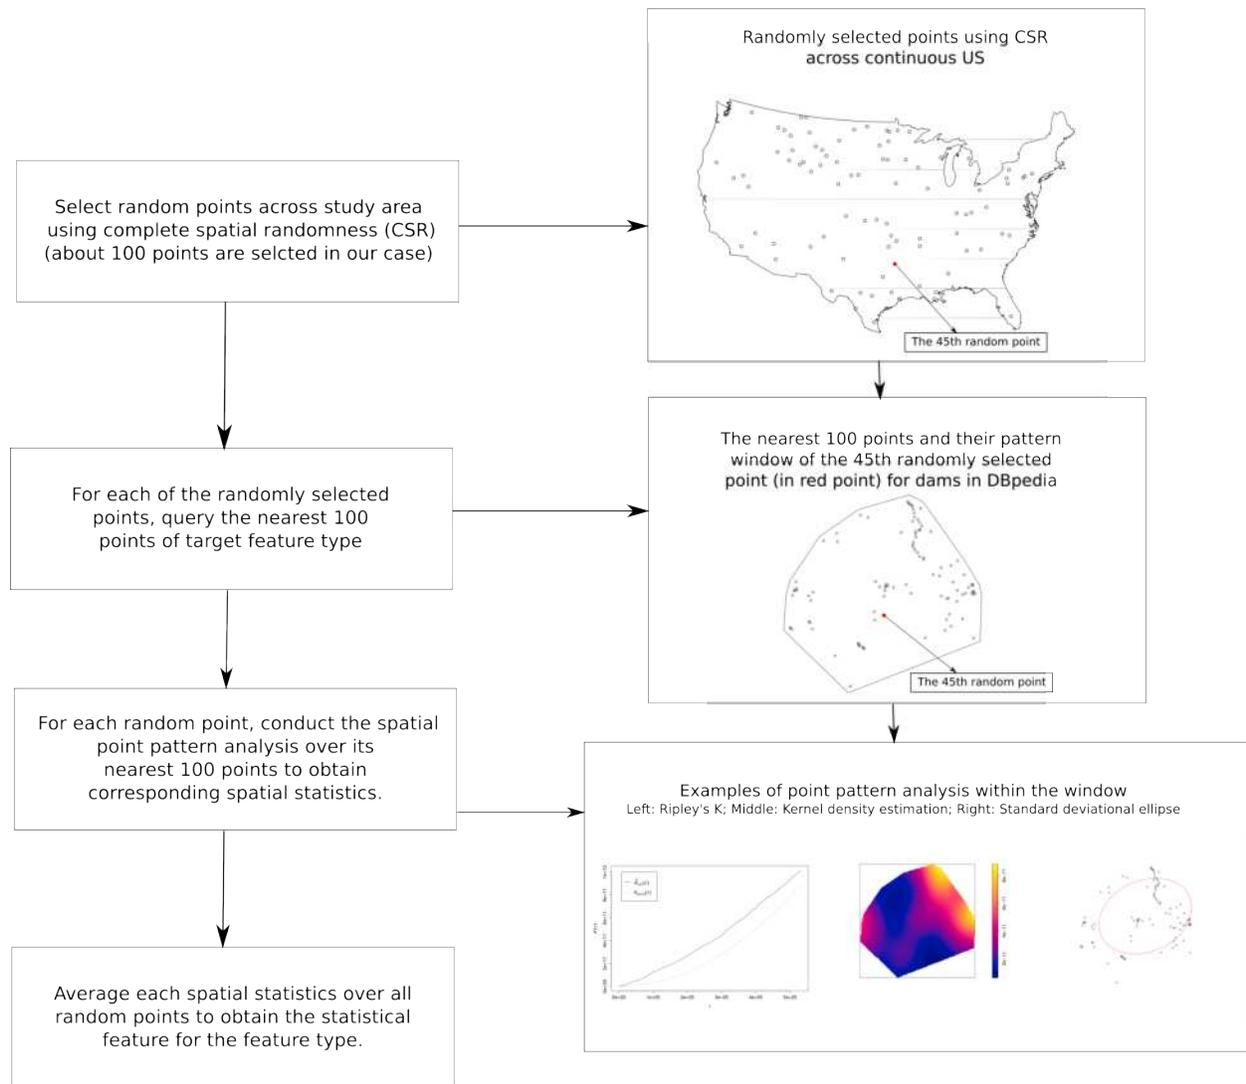 Randomly selected points using CSR
across continuous US
The 45th random point
Select random points across study area
using complete spatial randomness (CSR)
(about 100 points are selcted in our case)
The nearest 100 points and their pattern
window of the 45th randomly selected
point (in red point) for dams in DBpedia
The 45th random point
For each of the randomly selected
points, query the nearest 100
points of target feature type
For each random point, conduct the spatial
point pattern analysis over its
nearest 100 points to obtain
corresponding spatial statistics.
Examples of point pattern analysis within the window
Left: Ripley's K; Middle: Kernel density estimation; Right: Standard deviational ellipse
Average each spatial statistics over all
random points to obtain the statistical
feature for the feature type.